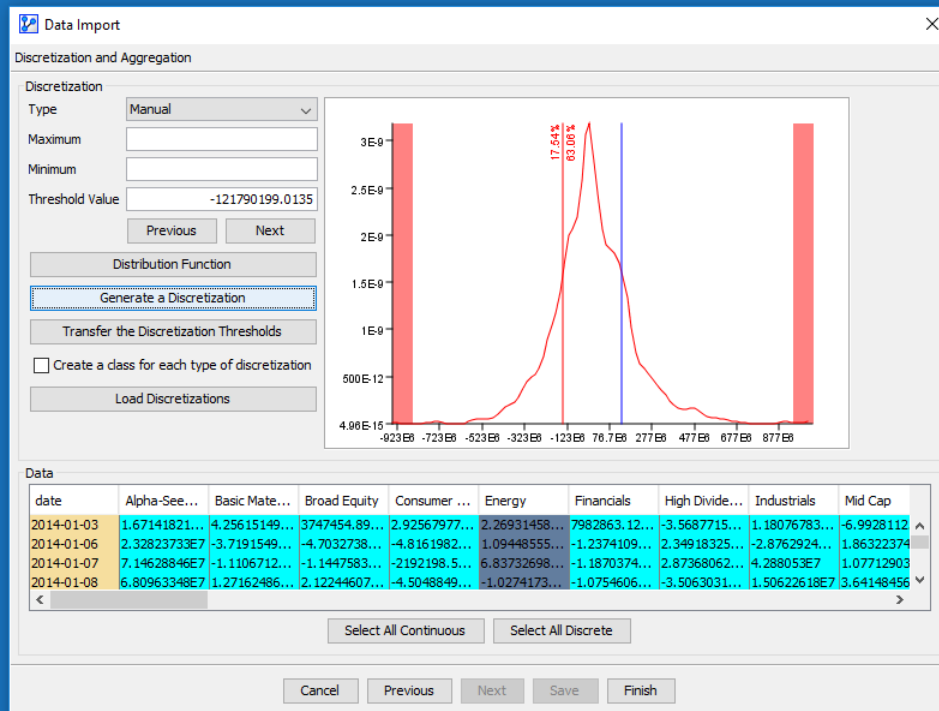 Data Import
Discretization and Aggregation
Discretization
Type Manual
Maximum
Minimum
Threshold Value -121790199.0135
Previous Next
Distribution Function
Generate a Discretization
Transfer the Discretization Thresholds
Create a class for each type of discretization
Load Discretizations
17.54%
63.06%
3E-9
2.5E-9
2E-9
1.5E-9
1E-9
500E-12
4.96E-15
-923E6 -723E6 -523E6 -323E6 -123E6 76.7E6 277E6 477E6 677E6 877E6
Data
date Alpha-See... Basic Mate... Broad Equity Consumer ... Energy Financials High Divide... Industrials Mid Cap
2014-01-03 1.67141821... 4.25615149... 3747454.89... 2.92567977... 2.26931458... 7982863.12... -3.5687715... 1.18076783... -6.9928112
2014-01-06 2.32823733E7 -3.7191549... -4.7032738... -4.8161982... 1.09448555... -1.2374109... 2.34918325... -2.8762924... 1.86322374
2014-01-07 7.14628846E7 -1.1106712... -1.1447583... -2192198.5... 6.83732698... -1.1870374... 2.87368062... 4.288053E7 1.07712903
2014-01-08 6.80963348E7 1.27162486... 2.12244607... -4.5048849... -1.0274173... -1.0754606... -3.5063031... 1.50622618E7 3.64148456
Select All Continuous Select All Discrete
Cancel Previous Next Save Finish